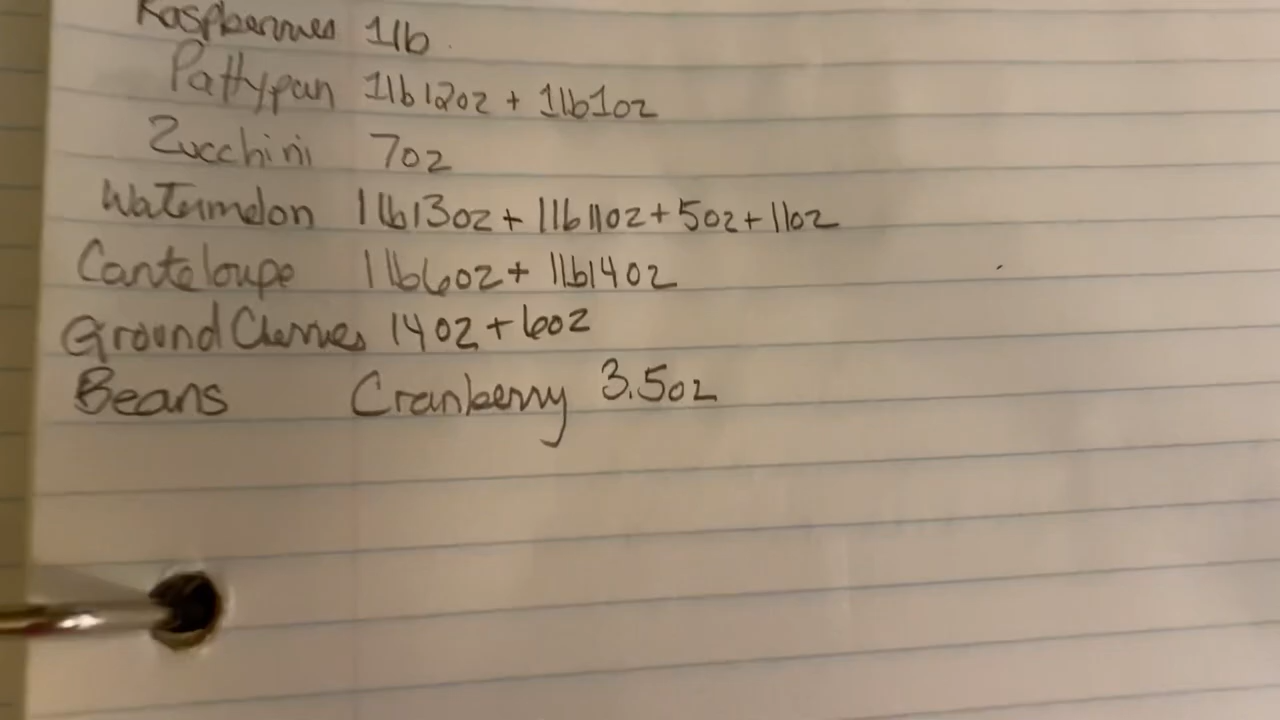 Raspberries 1lb
Pattypan 1lb12oz + 1lb1oz
Zucchini 7oz
Watermelon 1lb13oz + 1lb11oz + 5oz + 11oz
Canteloupe 1lb6oz + 1lb14oz
Ground Cherries 14oz + 6oz
Beans Cranberry 3.5oz